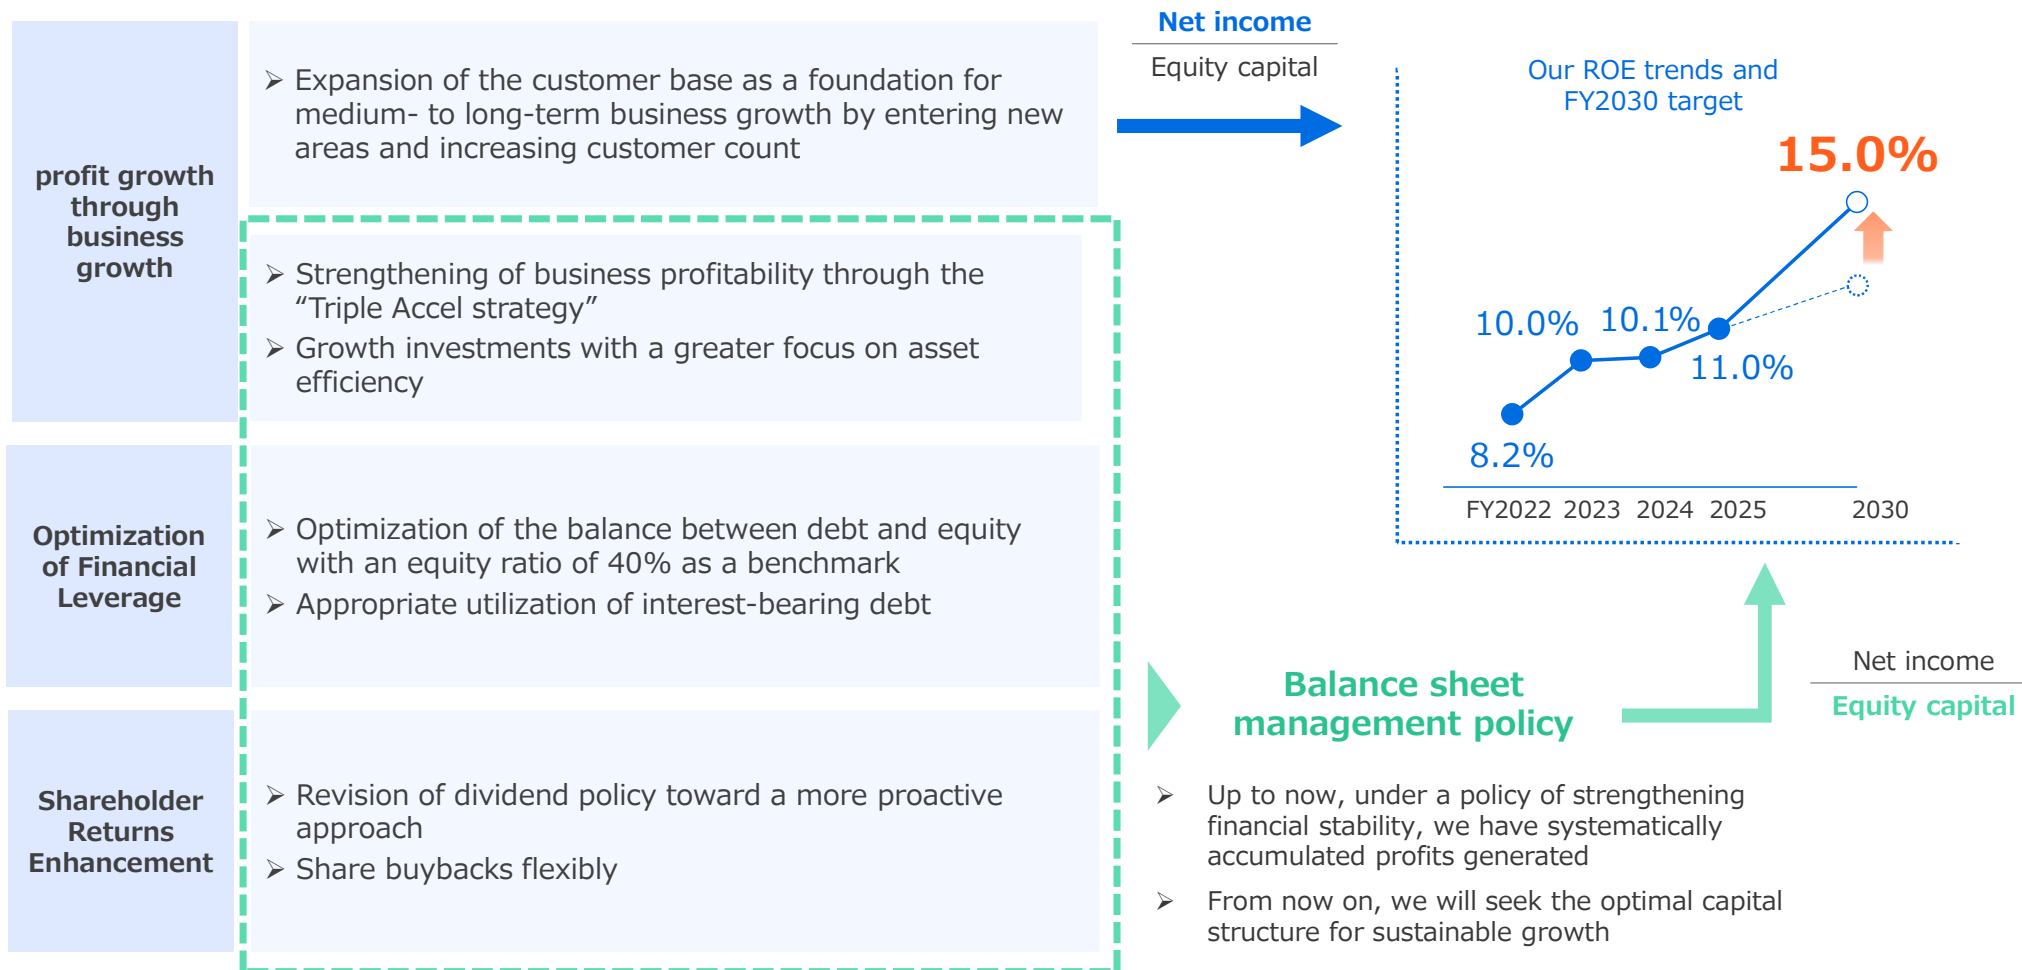 profit growth
through
business
growth
➢ Expansion of the customer base as a foundation for
medium- to long-term business growth by entering new
areas and increasing customer count
➢ Strengthening of business profitability through the
“Triple Accel strategy”
➢ Growth investments with a greater focus on asset
efficiency
Optimization
of Financial
Leverage
➢ Optimization of the balance between debt and equity
with an equity ratio of 40% as a benchmark
➢ Appropriate utilization of interest-bearing debt
Shareholder
Returns
Enhancement
➢ Revision of dividend policy toward a more proactive
approach
➢ Share buybacks flexibly
Net income
Equity capital
Our ROE trends and
FY2030 target
15.0%
10.0%
10.1%
11.0%
8.2%
FY2022 2023 2024 2025 2030
Balance sheet
management policy
Net income
Equity capital
➢ Up to now, under a policy of strengthening
financial stability, we have systematically
accumulated profits generated
➢ From now on, we will seek the optimal capital
structure for sustainable growth